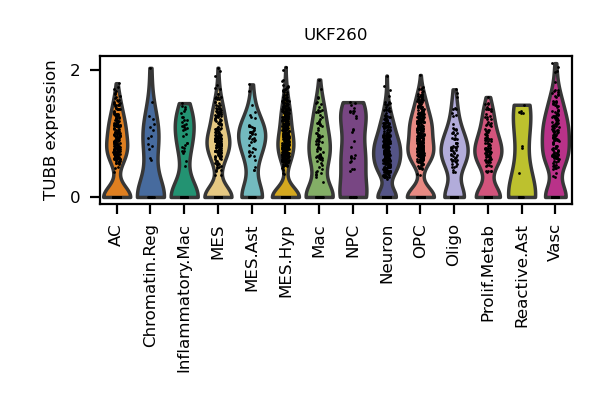 UKF260
TUBB expression
2
0
AC
Chromatin.Reg
Inflammatory.Mac
MES
MES.Ast
MES.Hyp
Mac
NPC
Neuron
OPC
Oligo
Prolif.Metab
Reactive.Ast
Vasc